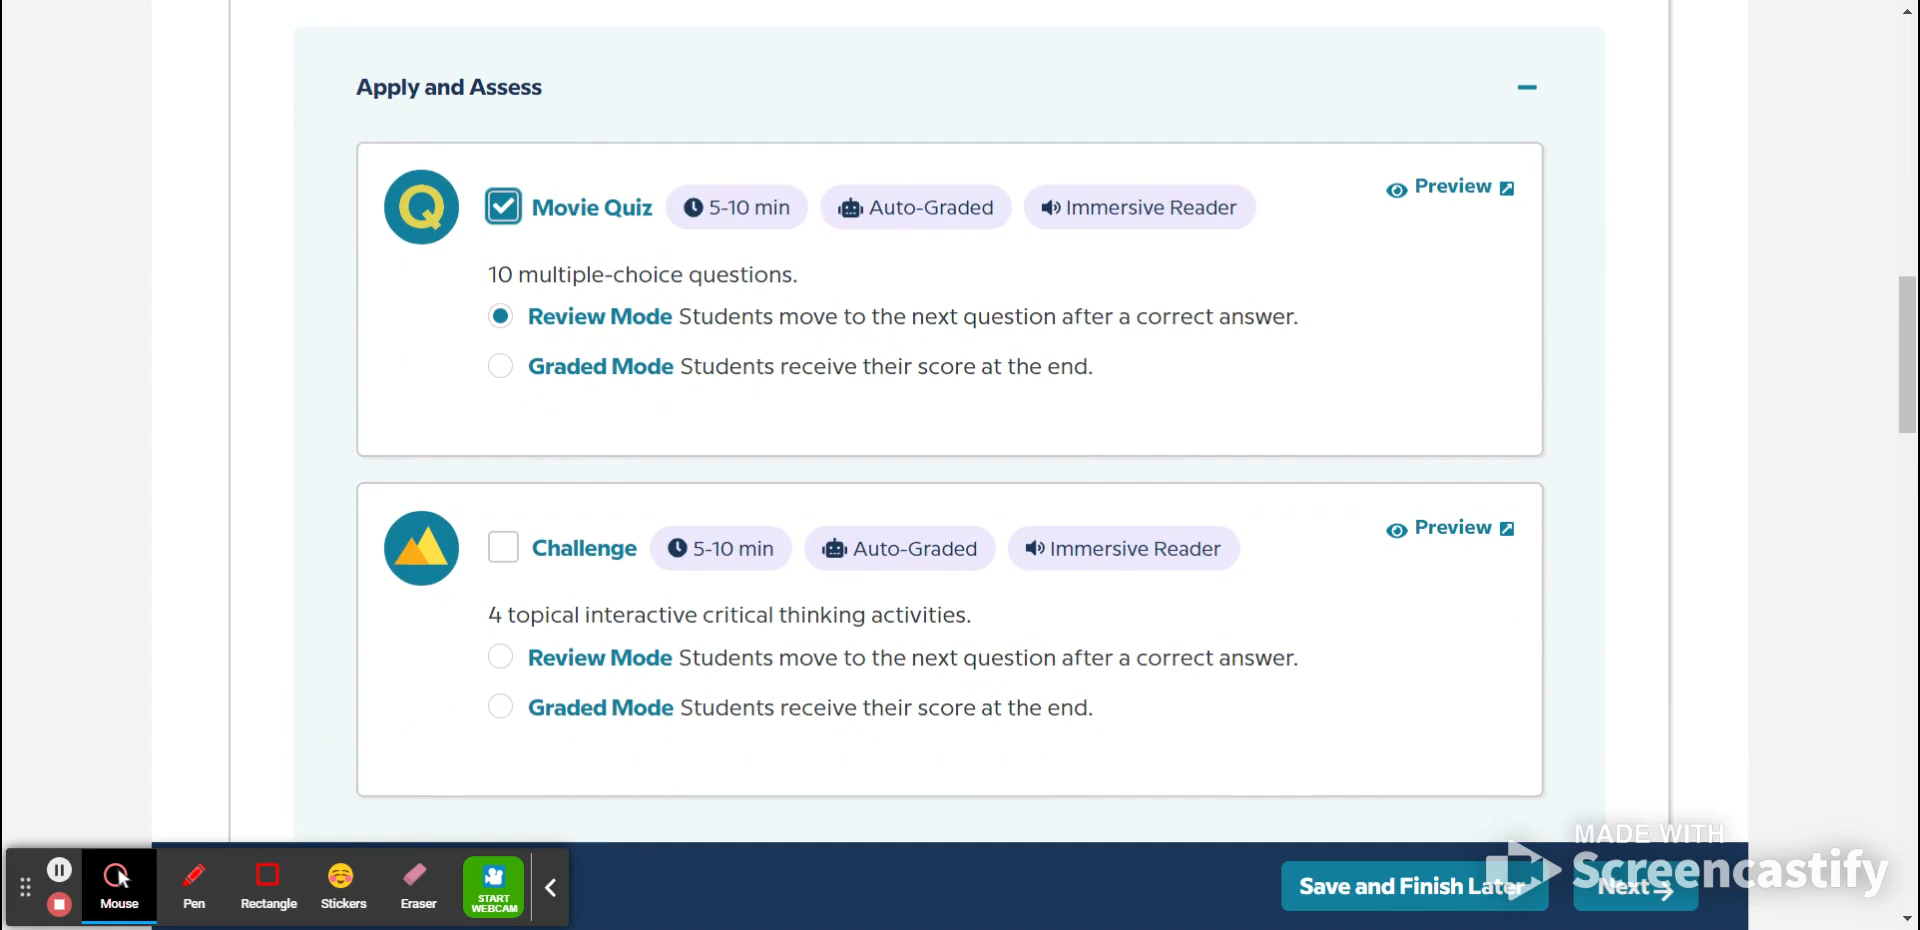 Apply and Assess
Q
Movie Quiz 5-10 min Auto-Graded Immersive Reader Preview
10 multiple-choice questions.
Review Mode Students move to the next question after a correct answer.
Graded Mode Students receive their score at the end.
Challenge 5-10 min Auto-Graded Immersive Reader Preview
4 topical interactive critical thinking activities.
Review Mode Students move to the next question after a correct answer.
Graded Mode Students receive their score at the end.
Save and Finish Later Next
MADE WITH
Screencastify
Mouse Pen Rectangle Stickers Eraser START WEBCAM